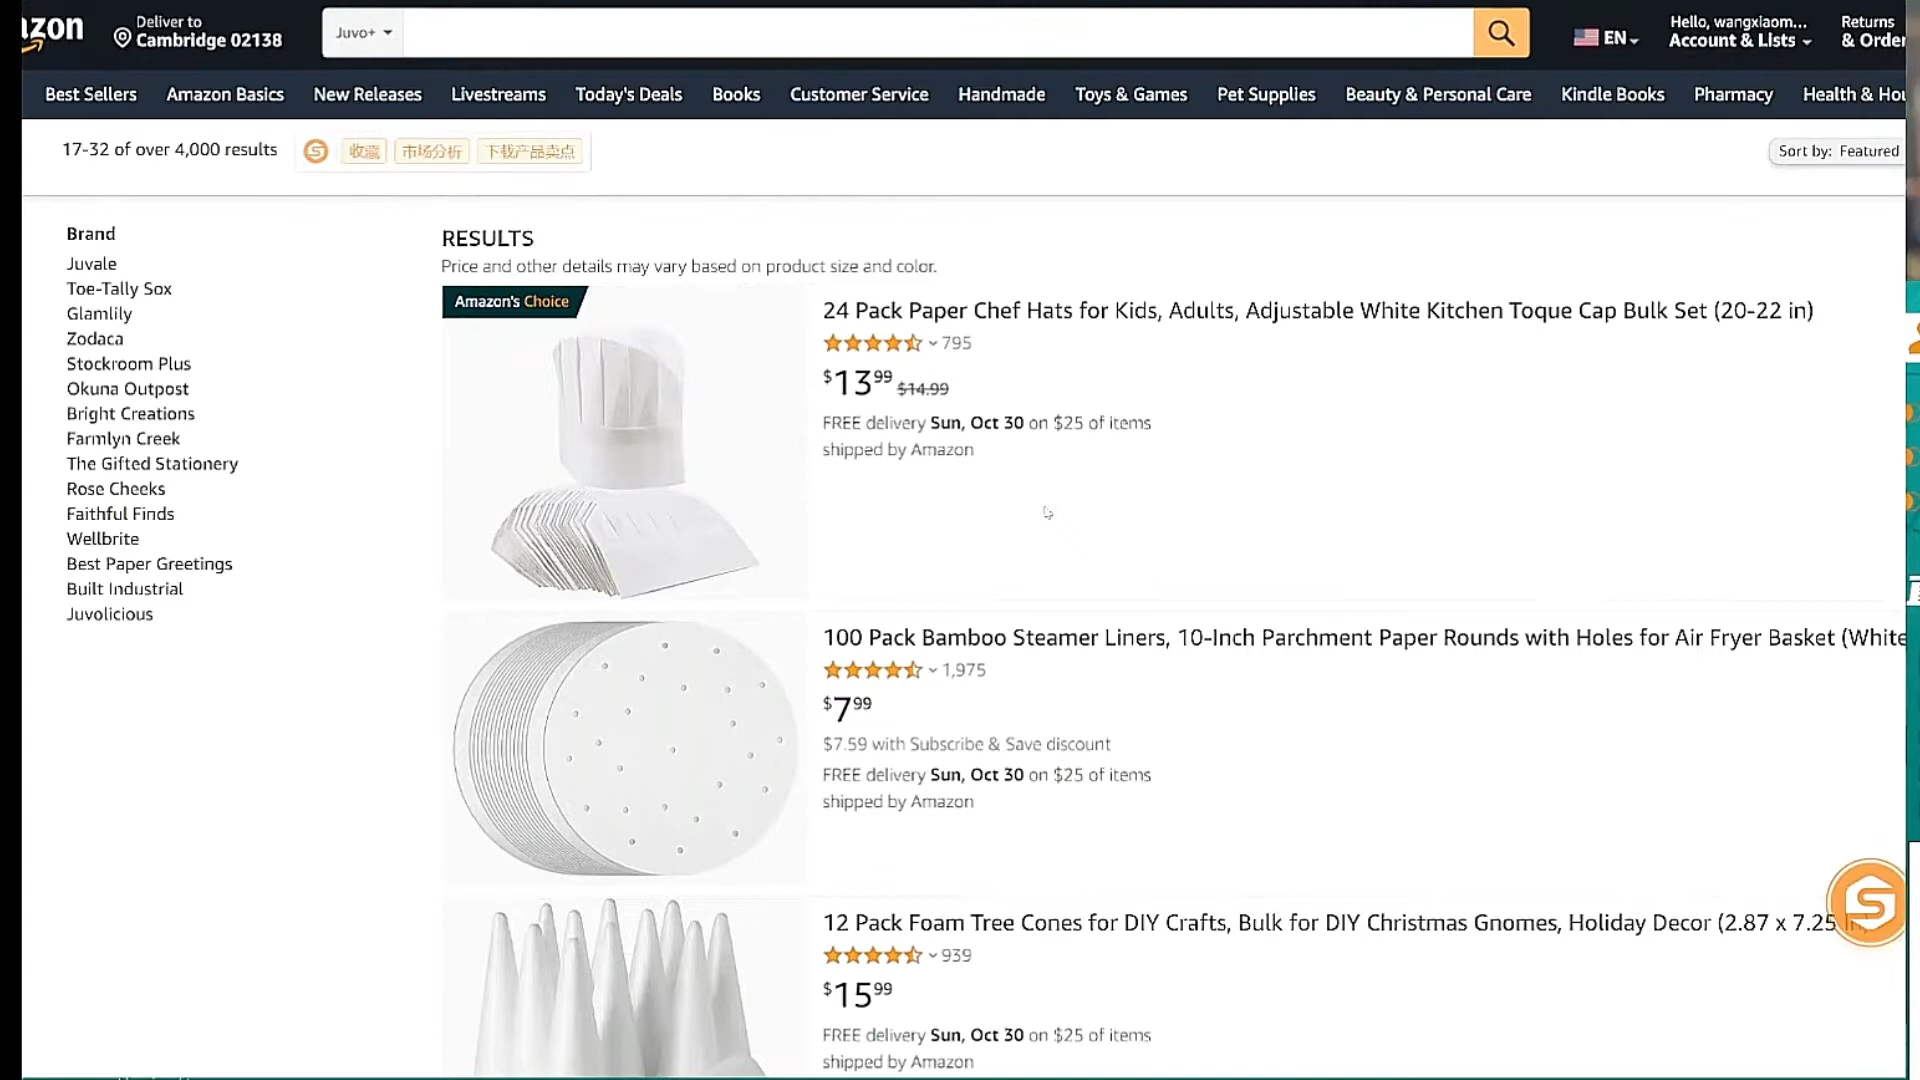 azon
Deliver to
Cambridge 02138
Juvo+
EN
Hello, wangxiaom...
Account & Lists
Returns
& Order
Best Sellers
Amazon Basics
New Releases
Livestreams
Today's Deals
Books
Customer Service
Handmade
Toys & Games
Pet Supplies
Beauty & Personal Care
Kindle Books
Pharmacy
Health & Hou
17-32 of over 4,000 results
收藏
市场分析
下载产品卖点
Sort by: Featured
Brand
Juvale
Toe-Tally Sox
Glamlily
Zodaca
Stockroom Plus
Okuna Outpost
Bright Creations
Farmlyn Creek
The Gifted Stationery
Rose Cheeks
Faithful Finds
Wellbrite
Best Paper Greetings
Built Industrial
Juvolicious
RESULTS
Price and other details may vary based on product size and color.
Amazon's Choice
24 Pack Paper Chef Hats for Kids, Adults, Adjustable White Kitchen Toque Cap Bulk Set (20-22 in)
795
$13.99 $14.99
FREE delivery Sun, Oct 30 on $25 of items
shipped by Amazon
100 Pack Bamboo Steamer Liners, 10-Inch Parchment Paper Rounds with Holes for Air Fryer Basket (White
1,975
$7.99
$7.59 with Subscribe & Save discount
FREE delivery Sun, Oct 30 on $25 of items
shipped by Amazon
12 Pack Foam Tree Cones for DIY Crafts, Bulk for DIY Christmas Gnomes, Holiday Decor (2.87 x 7.25
939
$15.99
FREE delivery Sun, Oct 30 on $25 of items
shipped by Amazon